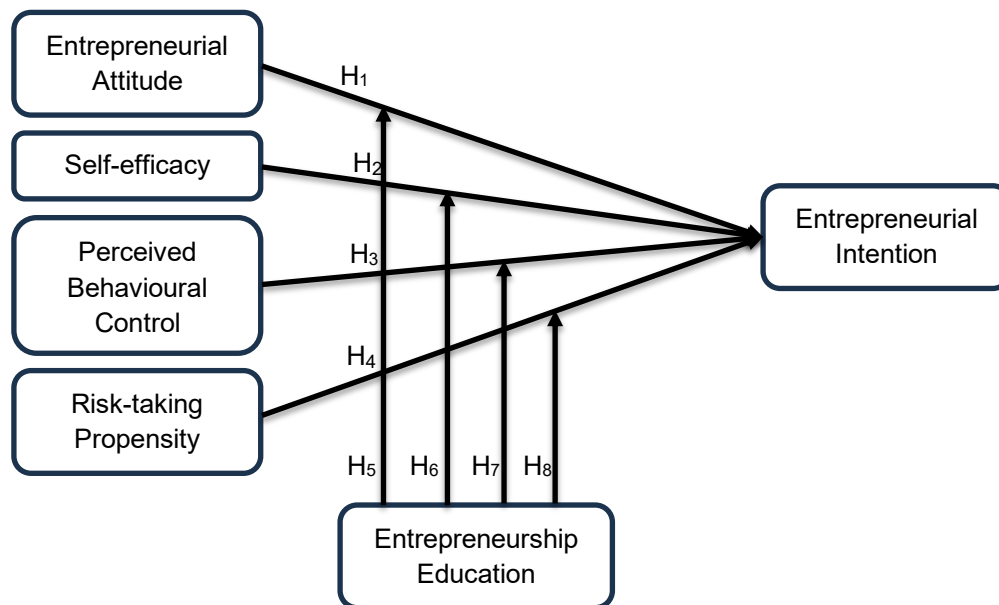 Entrepreneurial
Attitude
H₁
Self-efficacy
H₂
Perceived
Behavioural
Control
H₃
Risk-taking
Propensity
H₄
Entrepreneurial
Intention
H₅
H₆
H₇
H₈
Entrepreneurship
Education